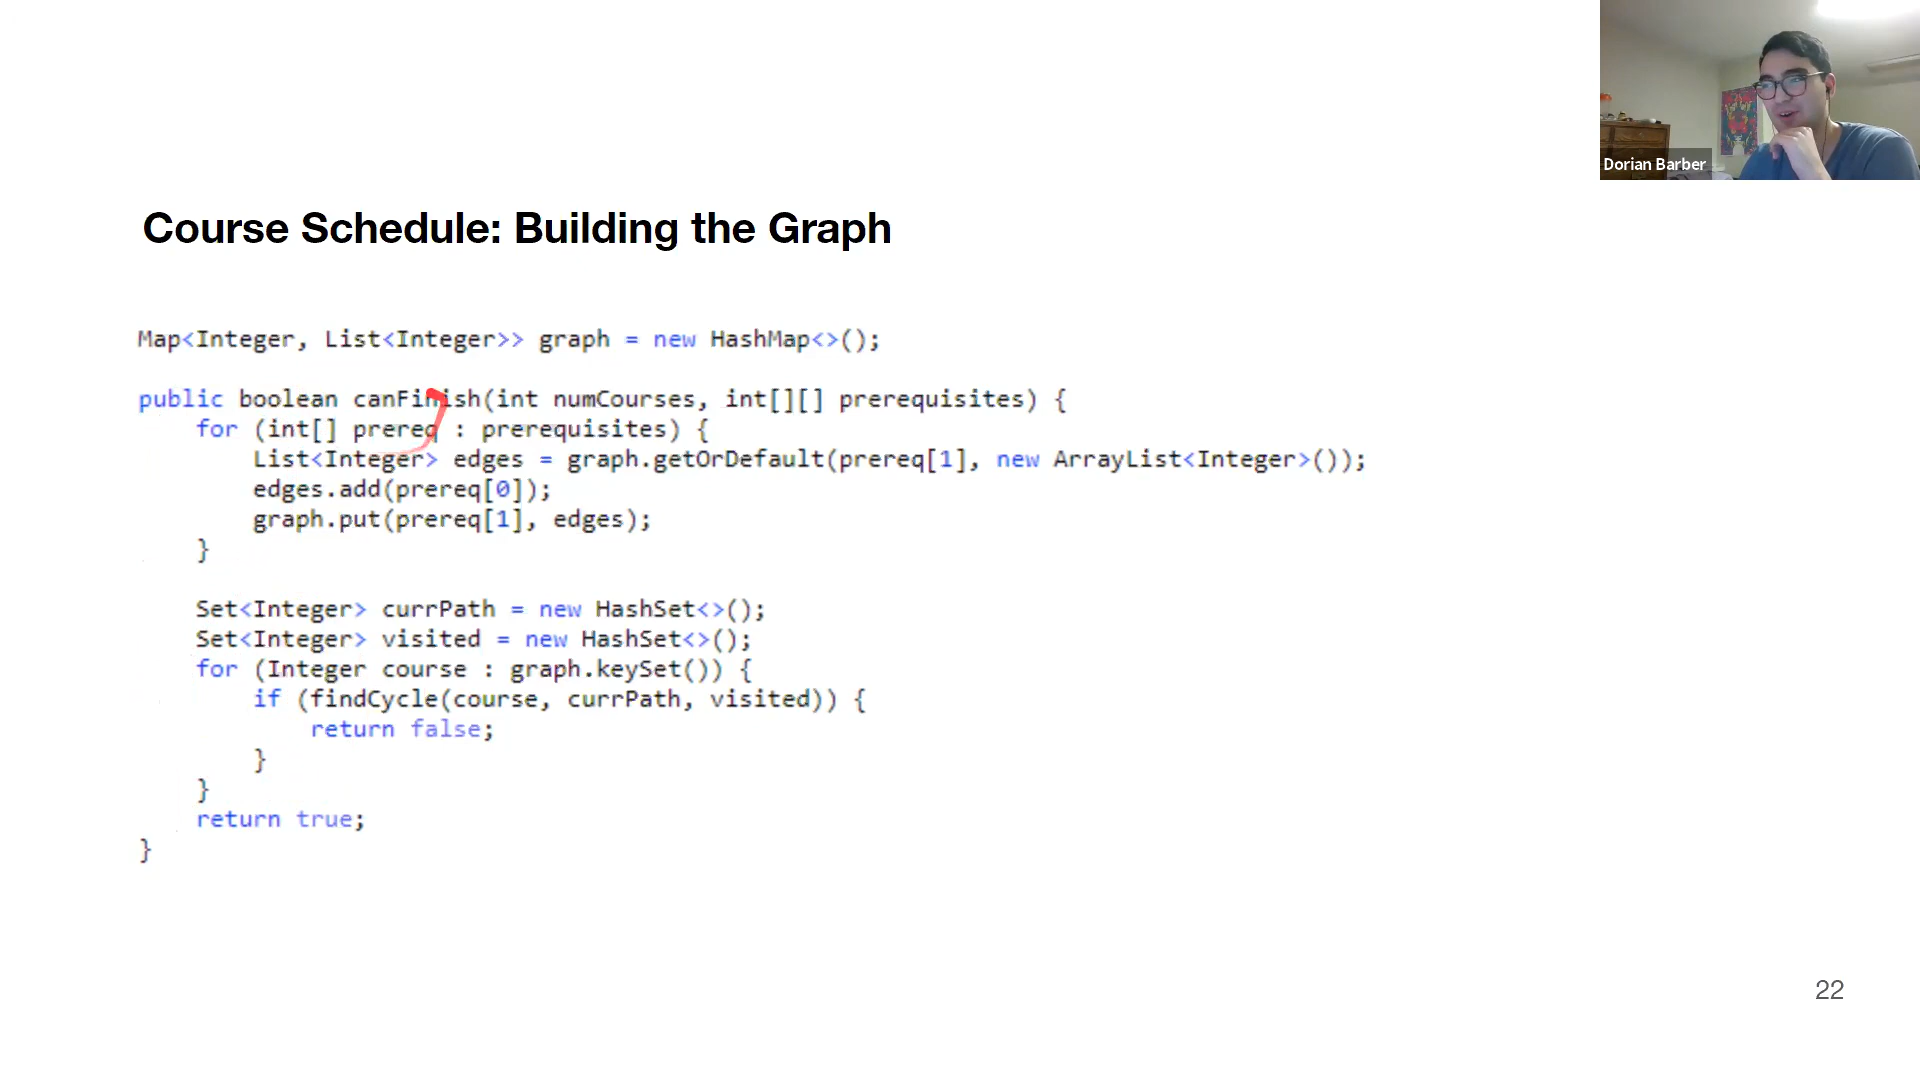 Dorian Barber
Course Schedule: Building the Graph
Map<Integer, List<Integer>> graph = new HashMap<>();
public boolean canFinish(int numCourses, int[][] prerequisites) {
    for (int[] prereq : prerequisites) {
        List<Integer> edges = graph.getOrDefault(prereq[1], new ArrayList<Integer>());
        edges.add(prereq[0]);
        graph.put(prereq[1], edges);
    }
    Set<Integer> currPath = new HashSet<>();
    Set<Integer> visited = new HashSet<>();
    for (Integer course : graph.keySet()) {
        if (findCycle(course, currPath, visited)) {
            return false;
        }
    }
    return true;
}
22